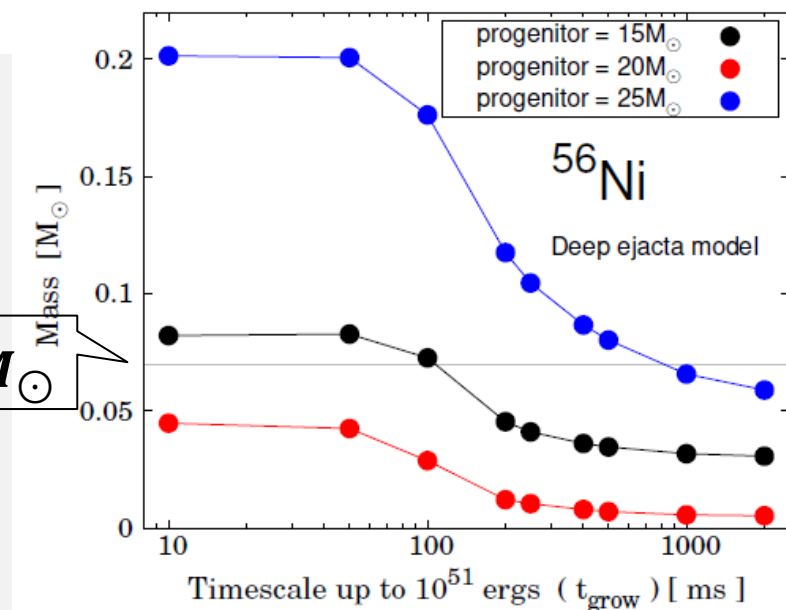 progenitor = 15M⊙
progenitor = 20M⊙
progenitor = 25M⊙
56Ni
Deep ejacta model
Mass [M⊙]
0.2
0.15
0.1
0.05
0
M⊙
10 100 1000
Timescale up to 10^51 ergs ( t_grow ) [ ms ]